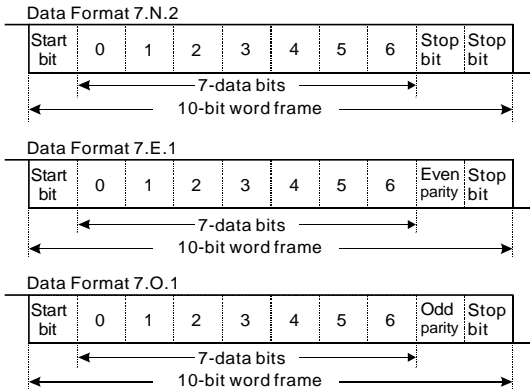 Data Format 7.N.2
Start bit 0 1 2 3 4 5 6 Stop bit Stop bit
7-data bits
10-bit word frame
Data Format 7.E.1
Start bit 0 1 2 3 4 5 6 Even parity Stop bit
7-data bits
10-bit word frame
Data Format 7.O.1
Start bit 0 1 2 3 4 5 6 Odd parity Stop bit
7-data bits
10-bit word frame